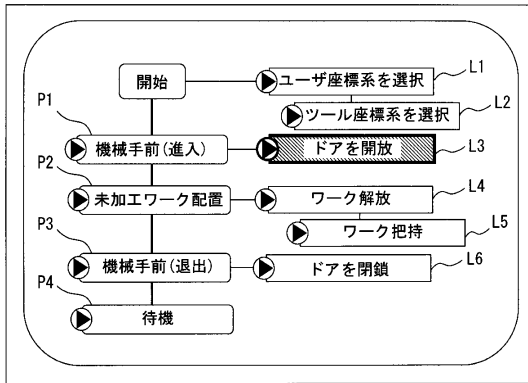 開始
ユーザ座標系を選択
L1
ツール座標系を選択
L2
P1
機械手前(進入)
ドアを開放
L3
P2
未加工ワーク配置
ワーク解放
L4
ワーク把持
L5
P3
機械手前(退出)
ドアを閉鎖
L6
P4
待機